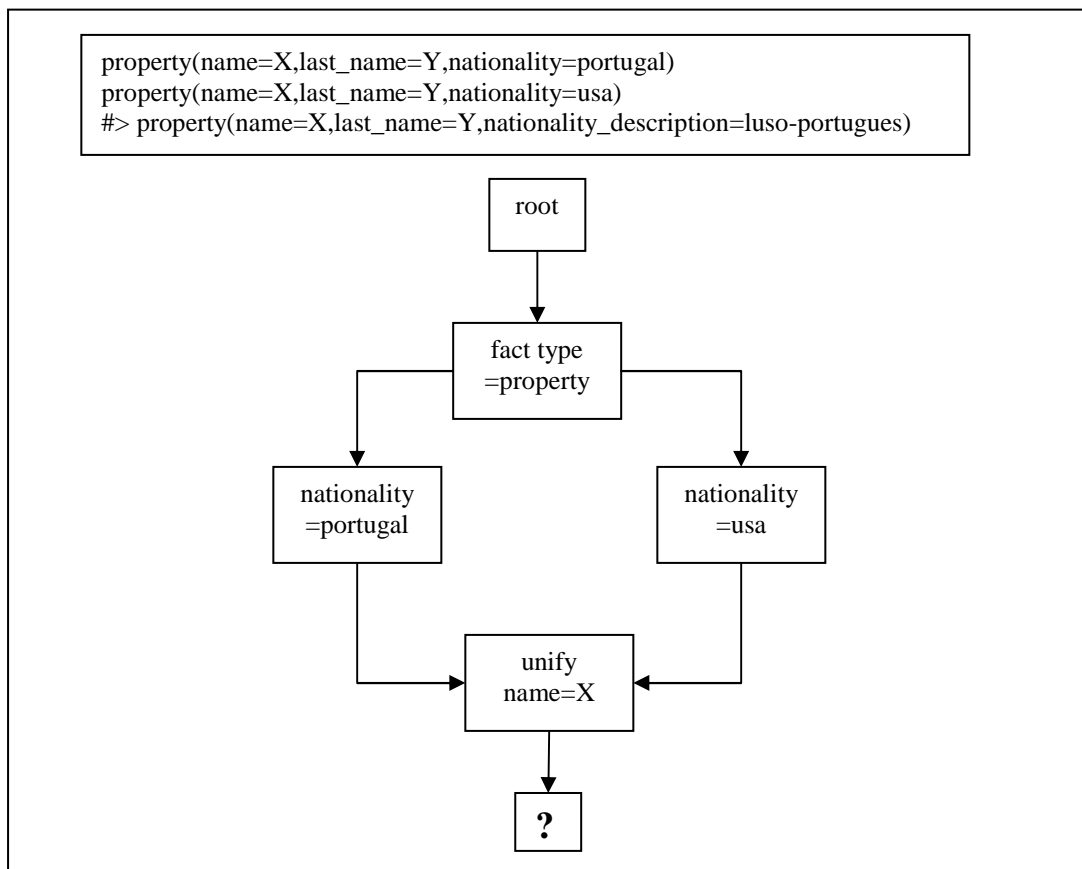 property(name=X,last_name=Y,nationality=portugal)
property(name=X,last_name=Y,nationality=usa)
#> property(name=X,last_name=Y,nationality_description=luso-portugues)
root
fact type
=property
nationality
=portugal
nationality
=usa
unify
name=X
?